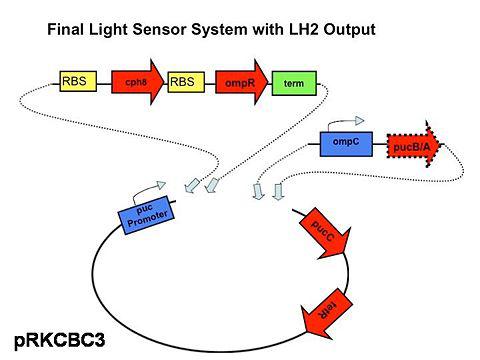 Final Light Sensor System with LH2 Output
RBS
cph8
RBS
ompR
term
ompC
pucB/A
puc
Promoter
pucC
tetR
pRKCBC3